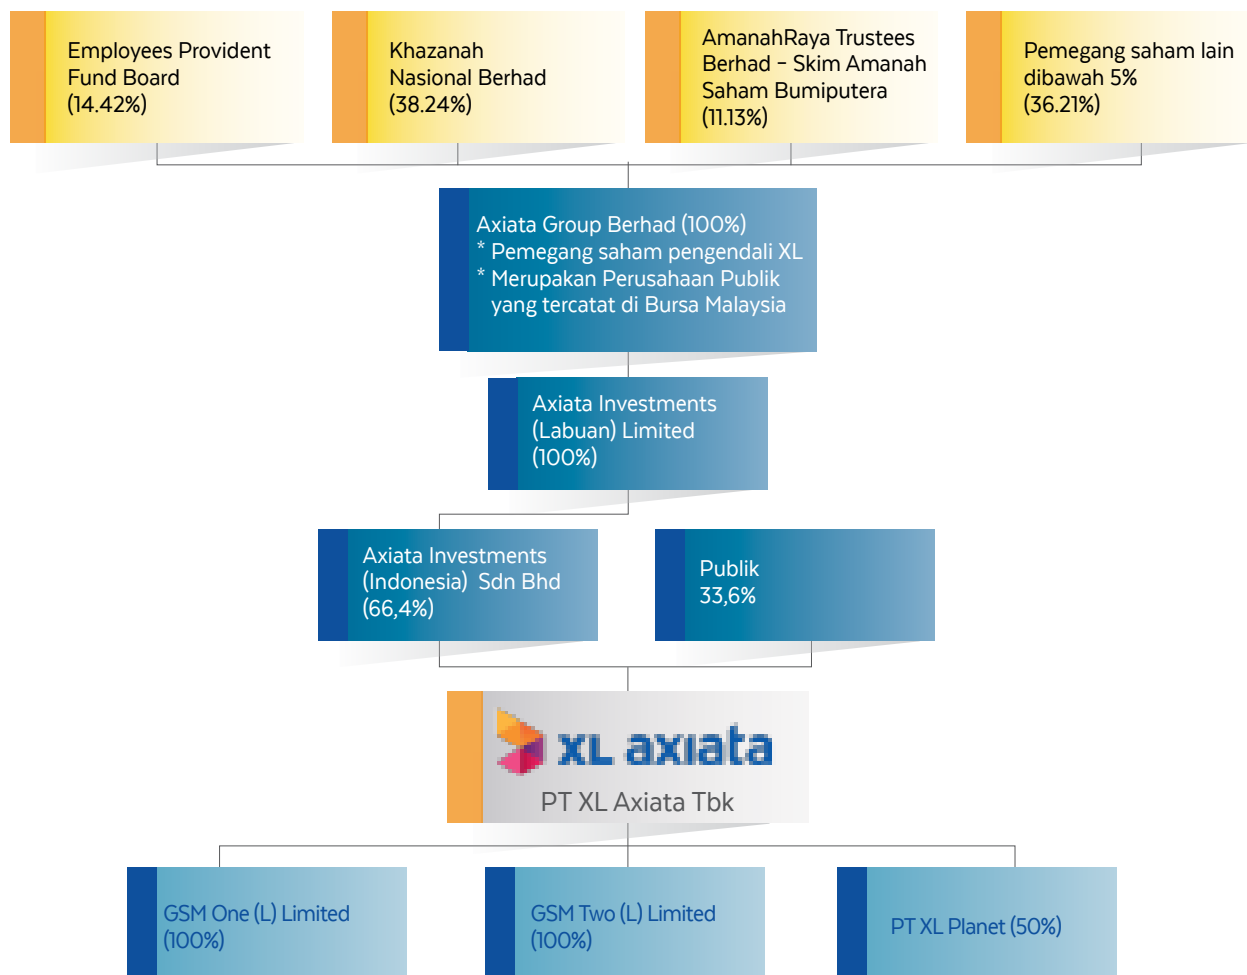 Employees Provident
Fund Board
(14.42%)
Khazanah
Nasional Berhad
(38.24%)
AmanahRaya Trustees
Berhad – Skim Amanah
Saham Bumiputera
(11.13%)
Pemegang saham lain
dibawah 5%
(36.21%)
Axiata Group Berhad (100%)
* Pemegang saham pengendali XL
* Merupakan Perusahaan Publik
yang tercatat di Bursa Malaysia
Axiata Investments
(Labuan) Limited
(100%)
Axiata Investments
(Indonesia) Sdn Bhd
(66,4%)
Publik
33,6%
XL axiata
PT XL Axiata Tbk
GSM One (L) Limited
(100%)
GSM Two (L) Limited
(100%)
PT XL Planet (50%)